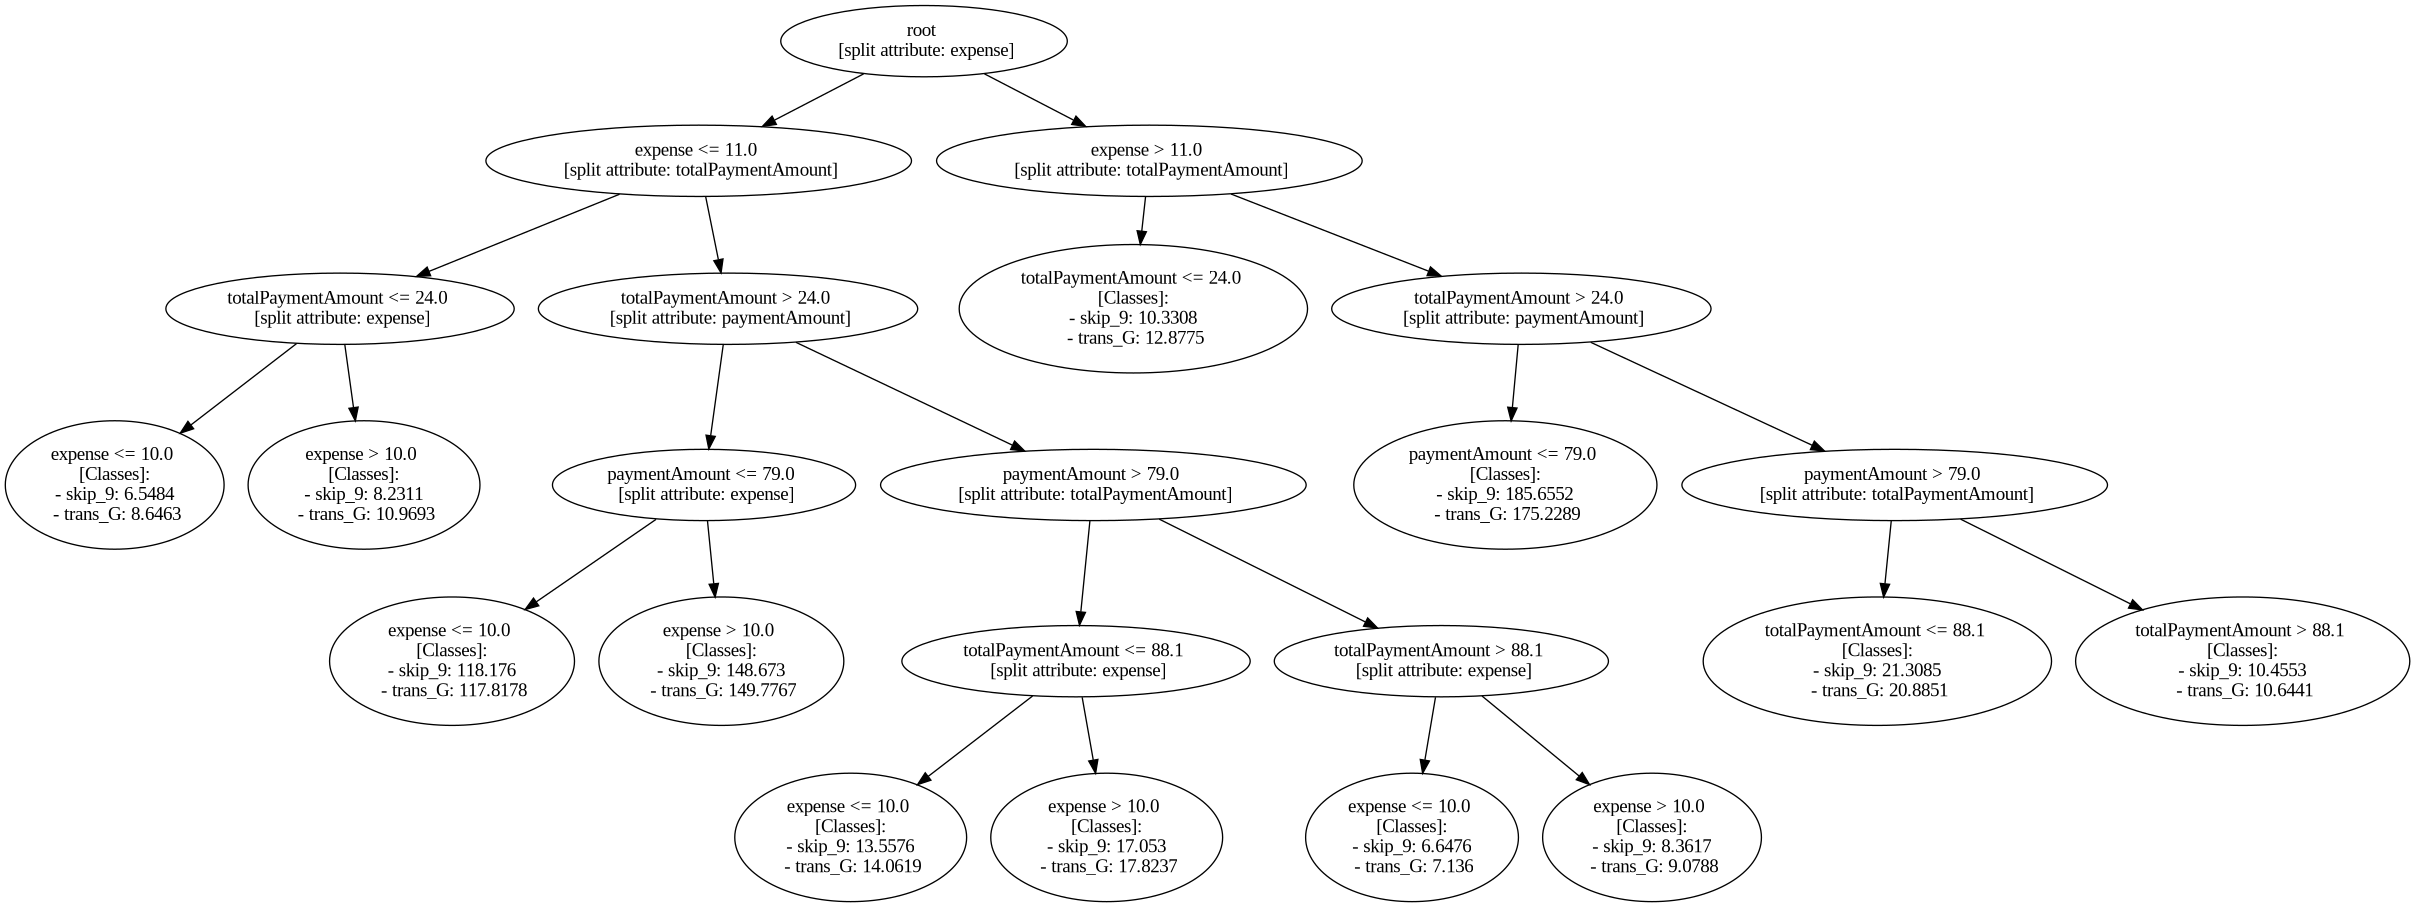 root
[split attribute: expense]
expense <= 11.0
[split attribute: totalPaymentAmount]
expense > 11.0
[split attribute: totalPaymentAmount]
totalPaymentAmount <= 24.0
[split attribute: expense]
totalPaymentAmount > 24.0
[split attribute: paymentAmount]
totalPaymentAmount <= 24.0
[Classes]:
- skip_9: 10.3308
- trans_G: 12.8775
totalPaymentAmount > 24.0
[split attribute: paymentAmount]
expense <= 10.0
[Classes]:
- skip_9: 6.5484
- trans_G: 8.6463
expense > 10.0
[Classes]:
- skip_9: 8.2311
- trans_G: 10.9693
paymentAmount <= 79.0
[split attribute: expense]
paymentAmount > 79.0
[split attribute: totalPaymentAmount]
paymentAmount <= 79.0
[Classes]:
- skip_9: 185.6552
- trans_G: 175.2289
paymentAmount > 79.0
[split attribute: totalPaymentAmount]
expense <= 10.0
[Classes]:
- skip_9: 118.176
- trans_G: 117.8178
expense > 10.0
[Classes]:
- skip_9: 148.673
- trans_G: 149.7767
totalPaymentAmount <= 88.1
[split attribute: expense]
totalPaymentAmount > 88.1
[split attribute: expense]
totalPaymentAmount <= 88.1
[Classes]:
- skip_9: 21.3085
- trans_G: 20.8851
totalPaymentAmount > 88.1
[Classes]:
- skip_9: 10.4553
- trans_G: 10.6441
expense <= 10.0
[Classes]:
- skip_9: 13.5576
- trans_G: 14.0619
expense > 10.0
[Classes]:
- skip_9: 17.053
- trans_G: 17.8237
expense <= 10.0
[Classes]:
- skip_9: 6.6476
- trans_G: 7.136
expense > 10.0
[Classes]:
- skip_9: 8.3617
- trans_G: 9.0788